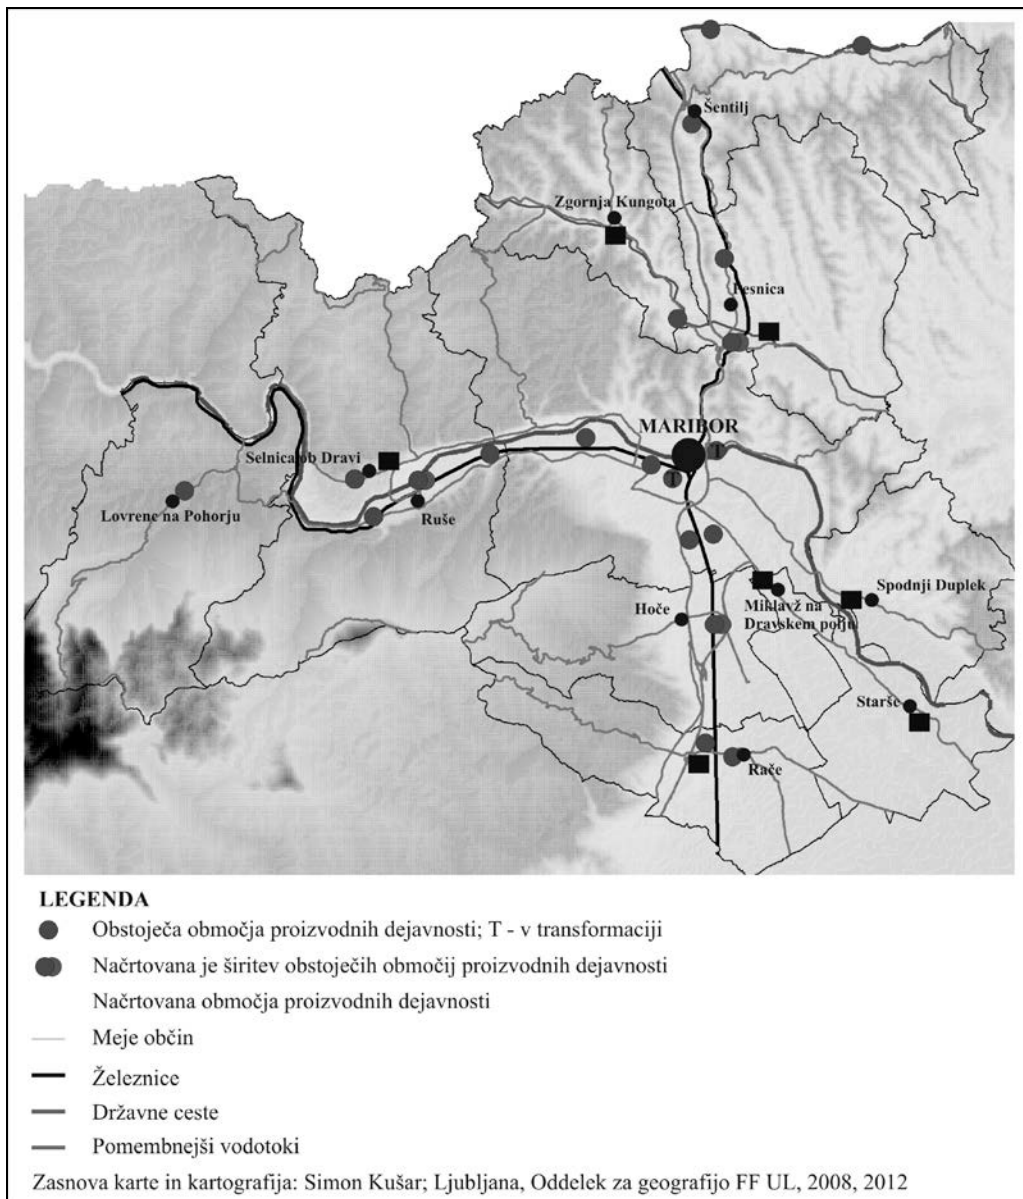 Šentilj
Zgornja Kungota
Pesnica
MARIBOR
T
Selnica ob Dravi
T
Lovrenc na Pohorju
Ruše
Spodnji Duplek
Hoče
Miklavž na
Dravskem polju
Starše
Rače
LEGENDA
Obstoječa območja proizvodnih dejavnosti; T - v transformaciji
Načrtovana je širitev obstoječih območij proizvodnih dejavnosti
Načrtovana območja proizvodnih dejavnosti
Meje občin
Železnice
Državne ceste
Pomembnejši vodotoki
Zasnova karte in kartografija: Simon Kušar; Ljubljana, Oddelek za geografijo FF UL, 2008, 2012